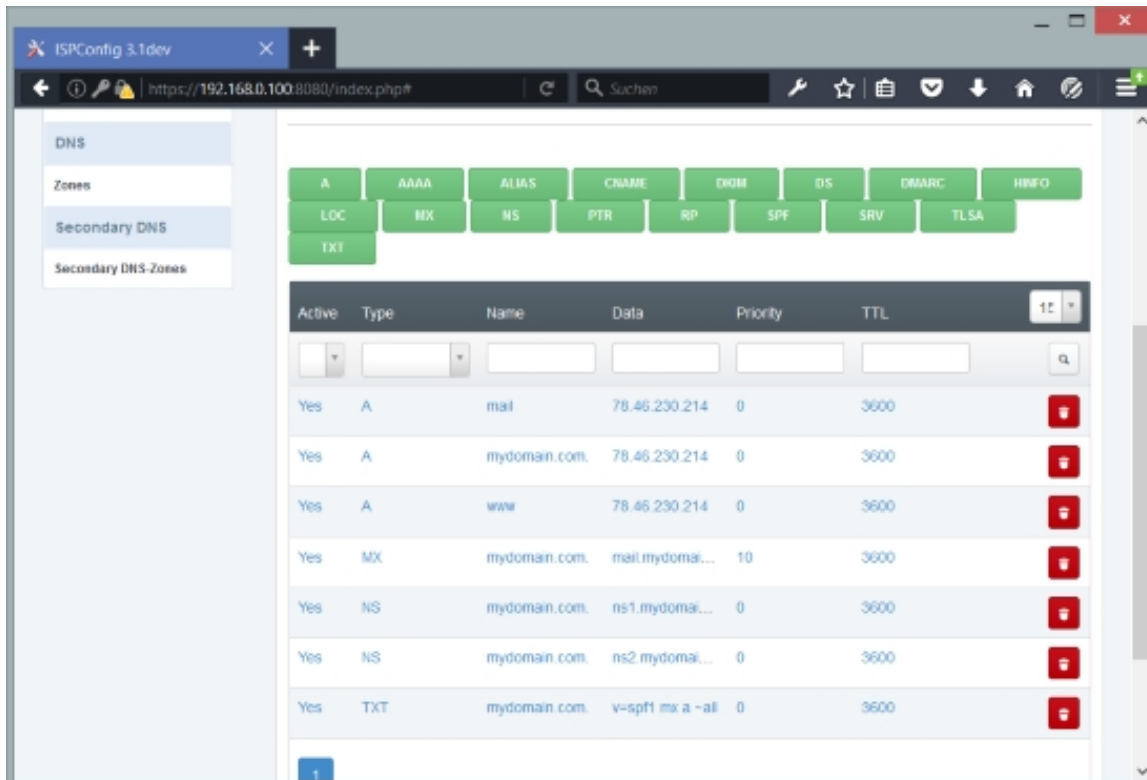 ISPConfig 3.1dev
https://192.168.0.100:8080/index.php#
Suchen
DNS
Zones
Secondary DNS
Secondary DNS-Zones
A AAAA ALIAS CNAME DKIM DS DMARC HINFO
LOC MX NS PTR RP SPF SRV TLSA
TXT
Active Type Name Data Priority TTL
Yes A mail 78.46.230.214 0 3600
Yes A mydomain.com. 78.46.230.214 0 3600
Yes A www 78.46.230.214 0 3600
Yes MX mydomain.com. mail.mydomai... 10 3600
Yes NS mydomain.com. ns1.mydomai... 0 3600
Yes NS mydomain.com. ns2.mydomai... 0 3600
Yes TXT mydomain.com. v=spf1 mx a ~all 0 3600
1